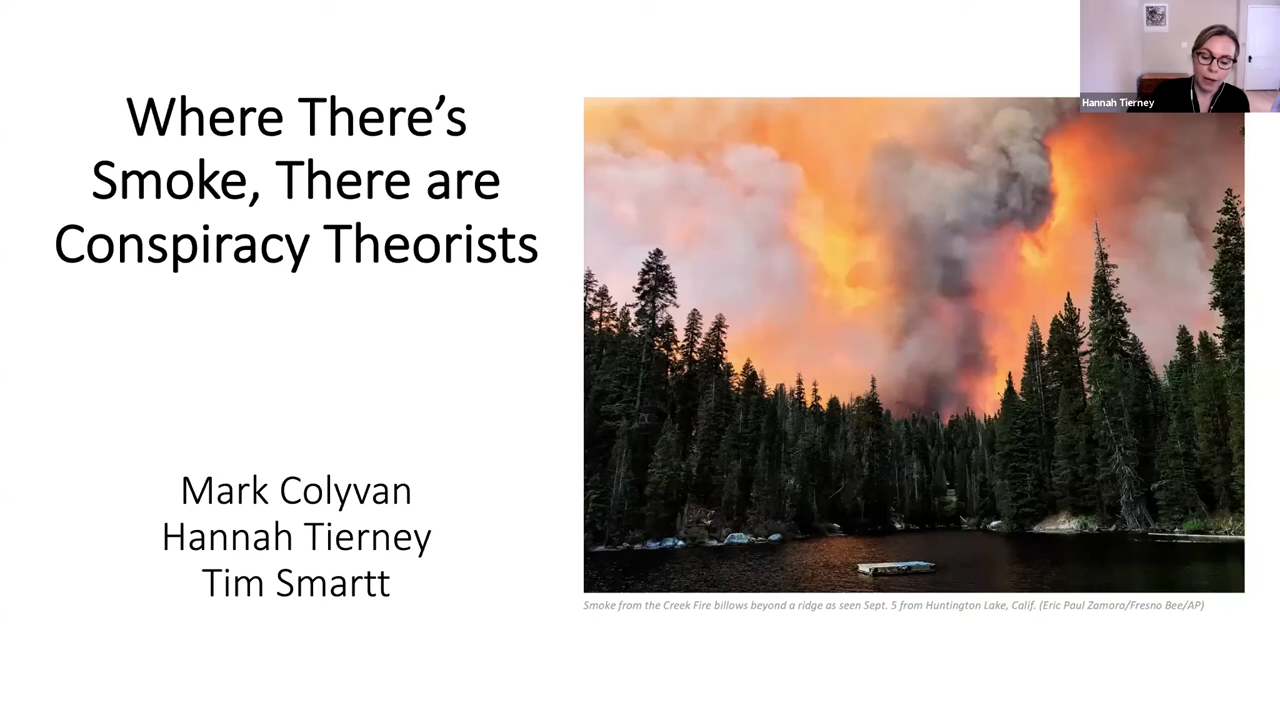 Where There's
Smoke, There are
Conspiracy Theorists
Mark Colyvan
Hannah Tierney
Tim Smartt
Hannah Tierney
Smoke from the Creek Fire billows beyond a ridge as seen Sept. 5 from Huntington Lake, Calif. (Eric Paul Zamora/Fresno Bee/AP)